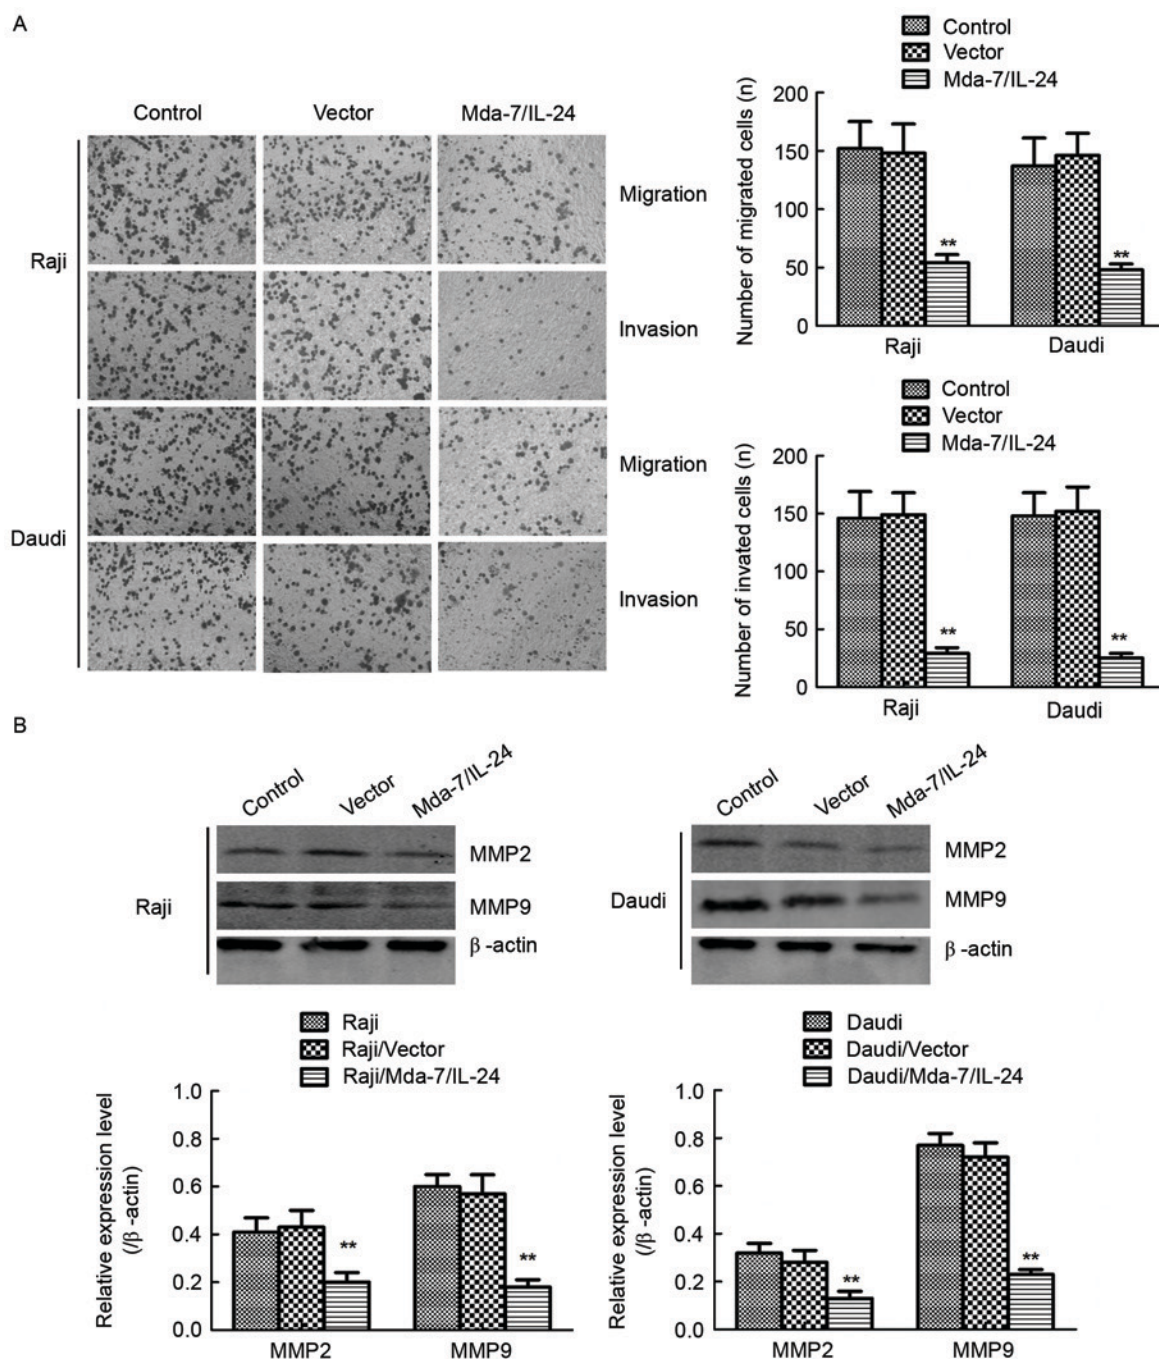 A
Control
Vector
Mda-7/IL-24
Control Vector Mda-7/IL-24
Raji
Migration
Invasion
Daudi
Migration
Invasion
Number of migrated cells (n)
200
150
100
50
0
**
**
Raji Daudi
Control
Vector
Mda-7/IL-24
Number of invated cells (n)
200
150
100
50
0
**
**
Raji Daudi
B
Control Vector Mda-7/IL-24
Raji
MMP2
MMP9
β -actin
Control Vector Mda-7/IL-24
Daudi
MMP2
MMP9
β -actin
Raji
Raji/Vector
Raji/Mda-7/IL-24
Relative expression level
(/β -actin)
1.0
0.8
0.6
0.4
0.2
0.0
**
**
MMP2 MMP9
Daudi
Daudi/Vector
Daudi/Mda-7/IL-24
Relative expression level
(/β -actin)
1.0
0.8
0.6
0.4
0.2
0.0
**
**
MMP2 MMP9